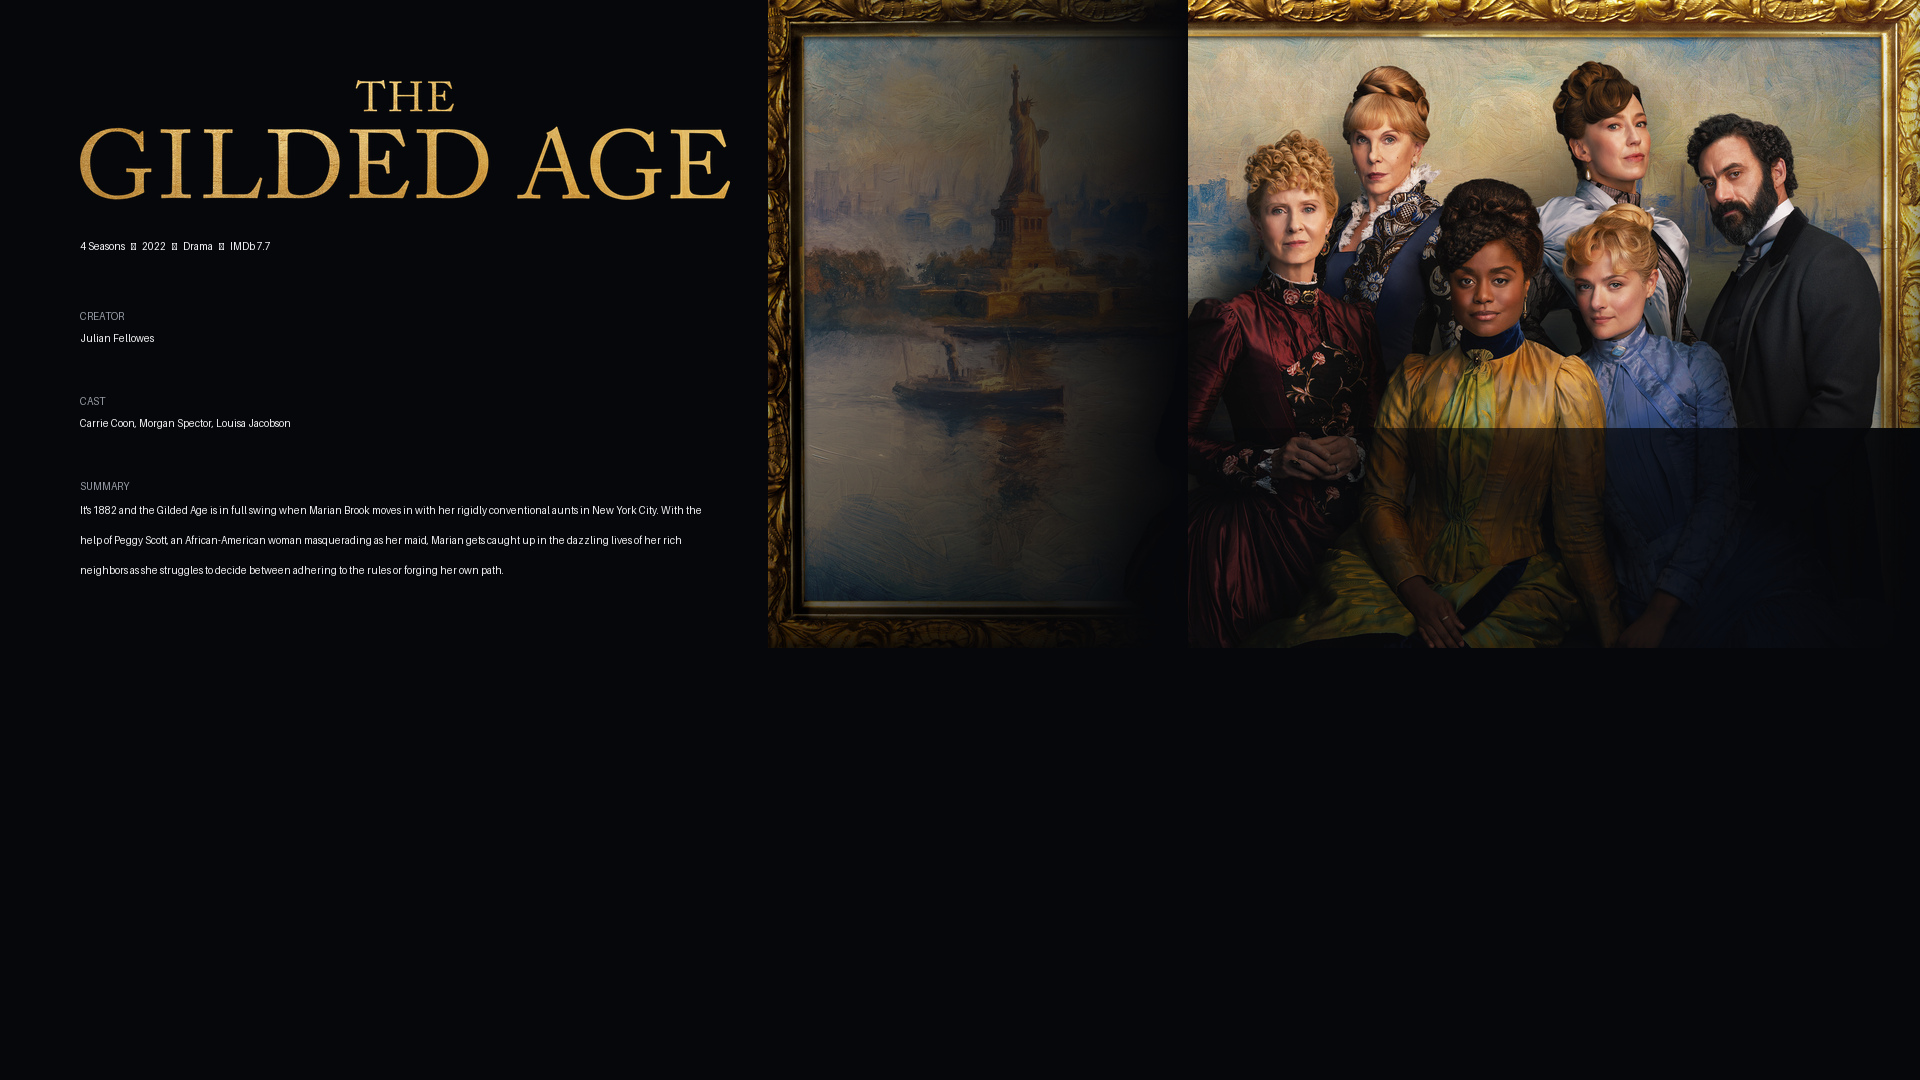 THE
GILDED AGE
4 Seasons 2022 Drama IMDb 7.7
CREATOR
Julian Fellowes
CAST
Carrie Coon, Morgan Spector, Louisa Jacobson
SUMMARY
It's 1882 and the Gilded Age is in full swing when Marian Brook moves in with her rigidly conventional aunts in New York City. With the
help of Peggy Scott, an African-American woman masquerading as her maid, Marian gets caught up in the dazzling lives of her rich
neighbors as she struggles to decide between adhering to the rules or forging her own path.